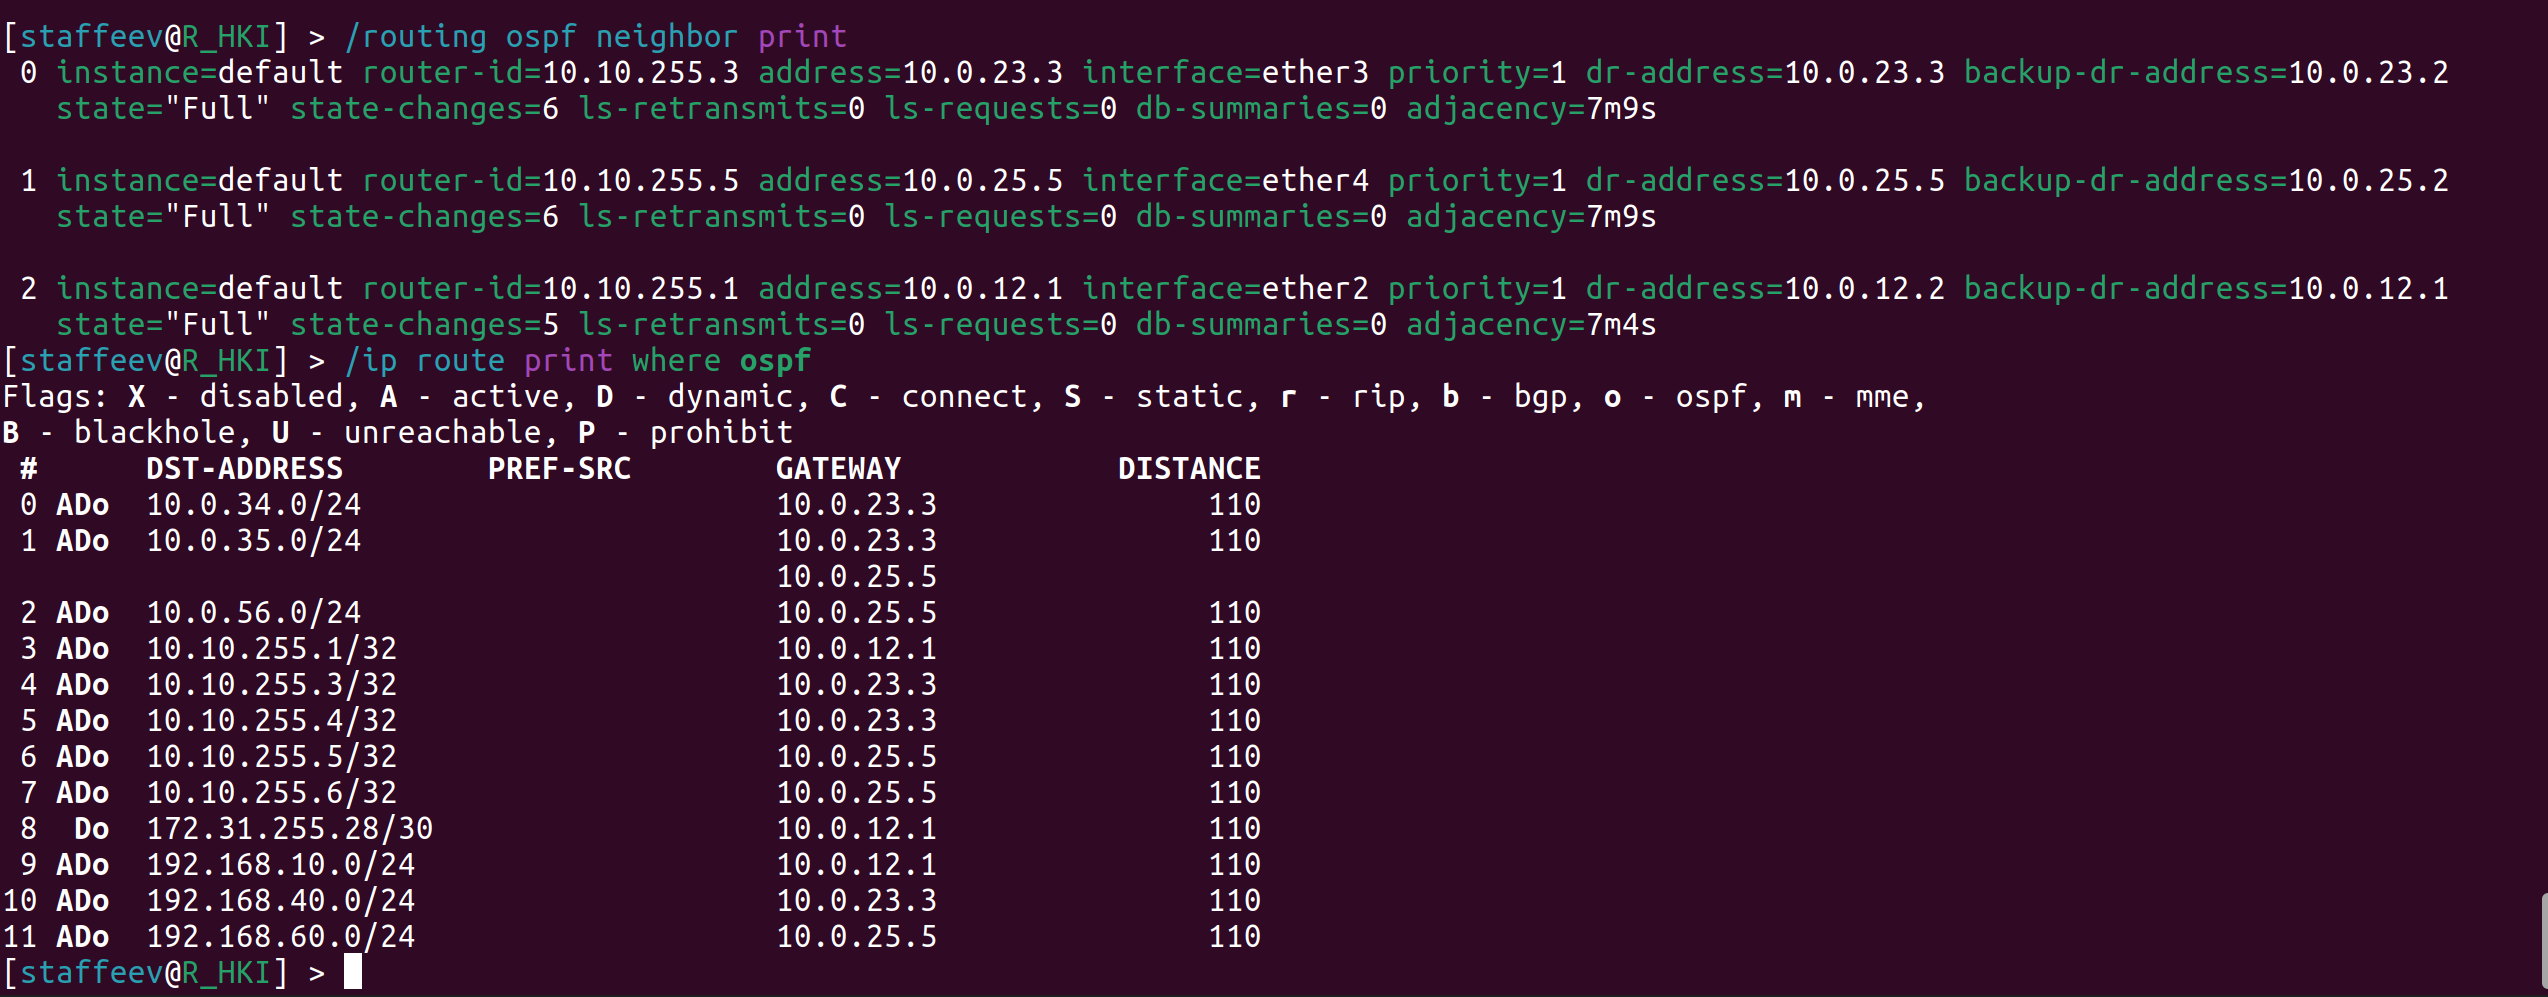 [staffeev@R_HKI] > /routing ospf neighbor print
 0 instance=default router-id=10.10.255.3 address=10.0.23.3 interface=ether3 priority=1 dr-address=10.0.23.3 backup-dr-address=10.0.23.2
   state="Full" state-changes=6 ls-retransmits=0 ls-requests=0 db-summaries=0 adjacency=7m9s

 1 instance=default router-id=10.10.255.5 address=10.0.25.5 interface=ether4 priority=1 dr-address=10.0.25.5 backup-dr-address=10.0.25.2
   state="Full" state-changes=6 ls-retransmits=0 ls-requests=0 db-summaries=0 adjacency=7m9s

 2 instance=default router-id=10.10.255.1 address=10.0.12.1 interface=ether2 priority=1 dr-address=10.0.12.2 backup-dr-address=10.0.12.1
   state="Full" state-changes=5 ls-retransmits=0 ls-requests=0 db-summaries=0 adjacency=7m4s
[staffeev@R_HKI] > /ip route print where ospf
Flags: X - disabled, A - active, D - dynamic, C - connect, S - static, r - rip, b - bgp, o - ospf, m - mme,
B - blackhole, U - unreachable, P - prohibit
 #      DST-ADDRESS        PREF-SRC        GATEWAY            DISTANCE
 0 ADo  10.0.34.0/24                       10.0.23.3               110
 1 ADo  10.0.35.0/24                       10.0.23.3               110
                                           10.0.25.5
 2 ADo  10.0.56.0/24                       10.0.25.5               110
 3 ADo  10.10.255.1/32                     10.0.12.1               110
 4 ADo  10.10.255.3/32                     10.0.23.3               110
 5 ADo  10.10.255.4/32                     10.0.23.3               110
 6 ADo  10.10.255.5/32                     10.0.25.5               110
 7 ADo  10.10.255.6/32                     10.0.25.5               110
 8  Do  172.31.255.28/30                   10.0.12.1               110
 9 ADo  192.168.10.0/24                    10.0.12.1               110
10 ADo  192.168.40.0/24                    10.0.23.3               110
11 ADo  192.168.60.0/24                    10.0.25.5               110
[staffeev@R_HKI] >